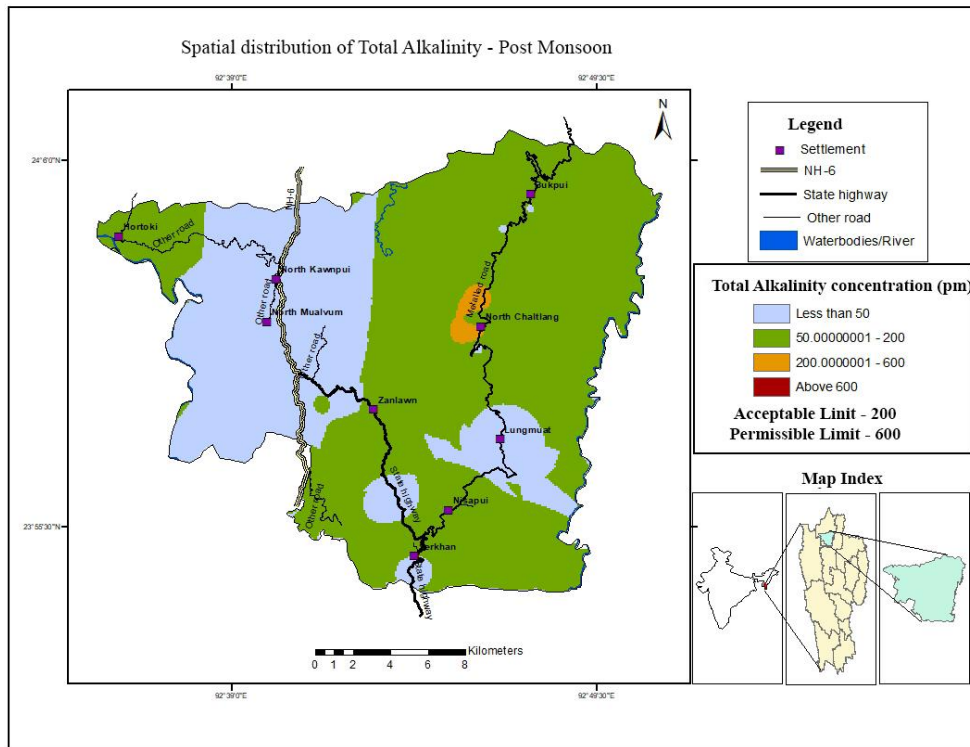 Spatial distribution of Total Alkalinity - Post Monsoon
92°39'0"E
92°49'30"E
N
24°6'0"N
Bukpui
NH-6
Hortoki
Other road
North Kawnpui
Metalled road
Other road
North Mualvum
North Chaltlang
Other road
Zanlawn
Lungmuat
State highway
Nisapui
Other road
23°55'30"N
State highway
Kilometers
0 1 2 4 6 8
92°39'0"E
92°49'30"E
Legend
Settlement
NH-6
State highway
Other road
Waterbodies/River
Total Alkalinity concentration (pm)
Less than 50
50.00000001 - 200
200.0000001 - 600
Above 600
Acceptable Limit - 200
Permissible Limit - 600
Map Index